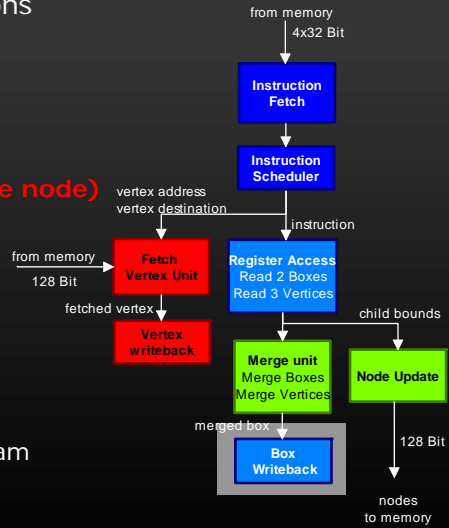 from memory
4x32 Bit
Instruction
Fetch
Instruction
Scheduler
e node)
vertex address
vertex destination
instruction
from memory
128 Bit
Fetch
Vertex Unit
Register Access
Read 2 Boxes
Read 3 Vertices
fetched vertex
child bounds
Vertex
writeback
Merge unit
Merge Boxes
Merge Vertices
Node Update
merged box
128 Bit
Box
Writeback
nodes
to memory